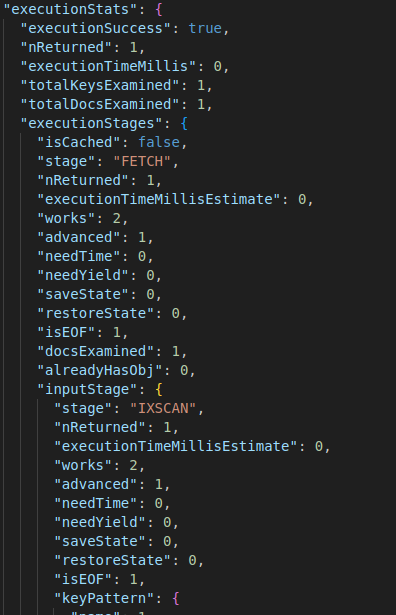 "executionStats": {
"executionSuccess": true,
"nReturned": 1,
"executionTimeMillis": 0,
"totalKeysExamined": 1,
"totalDocsExamined": 1,
"executionStages": {
"isCached": false,
"stage": "FETCH",
"nReturned": 1,
"executionTimeMillisEstimate": 0,
"works": 2,
"advanced": 1,
"needTime": 0,
"needYield": 0,
"saveState": 0,
"restoreState": 0,
"isEOF": 1,
"docsExamined": 1,
"alreadyHasObj": 0,
"inputStage": {
"stage": "IXSCAN",
"nReturned": 1,
"executionTimeMillisEstimate": 0,
"works": 2,
"advanced": 1,
"needTime": 0,
"needYield": 0,
"saveState": 0,
"restoreState": 0,
"isEOF": 1,
"keyPattern": {